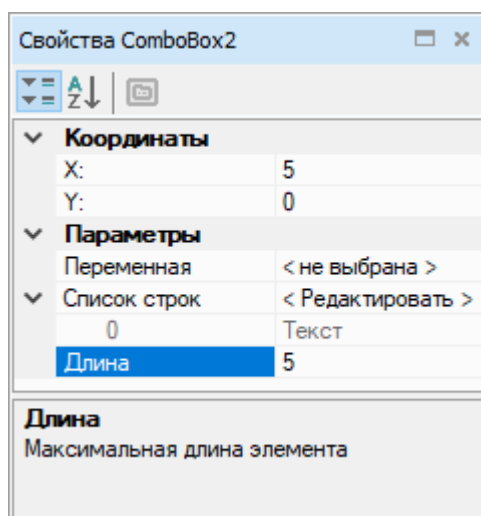 Свойства ComboBox2
A
Z
Координаты
X: 5
Y: 0
Параметры
Переменная < не выбрана >
Список строк < Редактировать >
0 Текст
Длина 5
Длина
Максимальная длина элемента